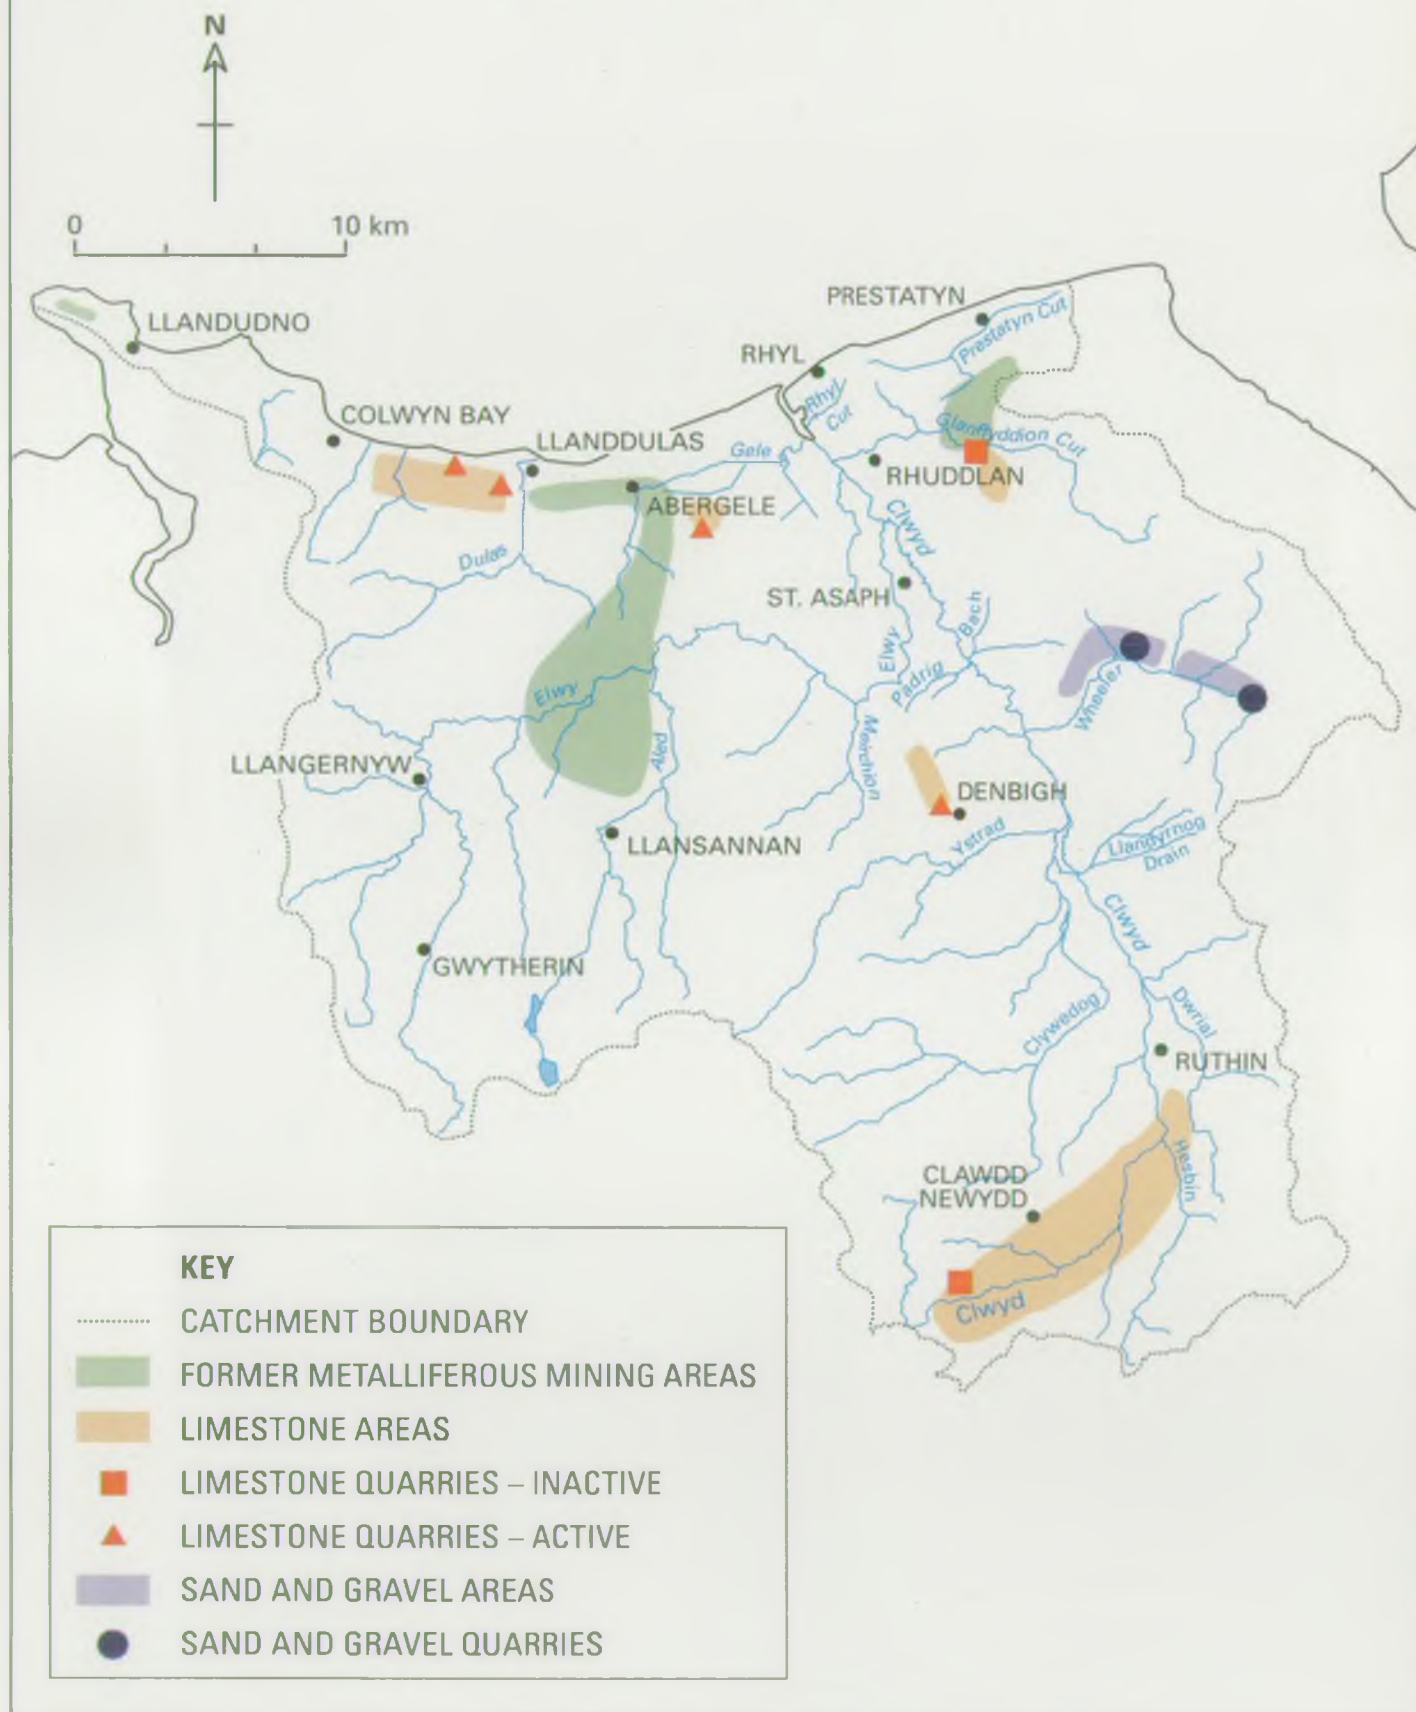 N
0 10 km
LLANDUDNO
PRESTATYN
Prestatyn Cut
RHYL
Rhyl
Cut
COLWYN BAY
LLANDDULAS
Gele
Glanffyddion Cut
RHUDDLAN
ABERGELE
Clwyd
Dulas
ST. ASAPH
Bach
Elwy
Padrig
Elwy
Wheeler
Meirchion
Aled
LLANGERNYW
DENBIGH
Ystrad
Llandyrnog
Drain
LLANSANNAN
Clwyd
GWYTHERIN
Clywedog
Dwrial
RUTHIN
Hesbin
CLAWDD
NEWYDD
Clwyd
KEY
CATCHMENT BOUNDARY
FORMER METALLIFEROUS MINING AREAS
LIMESTONE AREAS
LIMESTONE QUARRIES – INACTIVE
LIMESTONE QUARRIES – ACTIVE
SAND AND GRAVEL AREAS
SAND AND GRAVEL QUARRIES